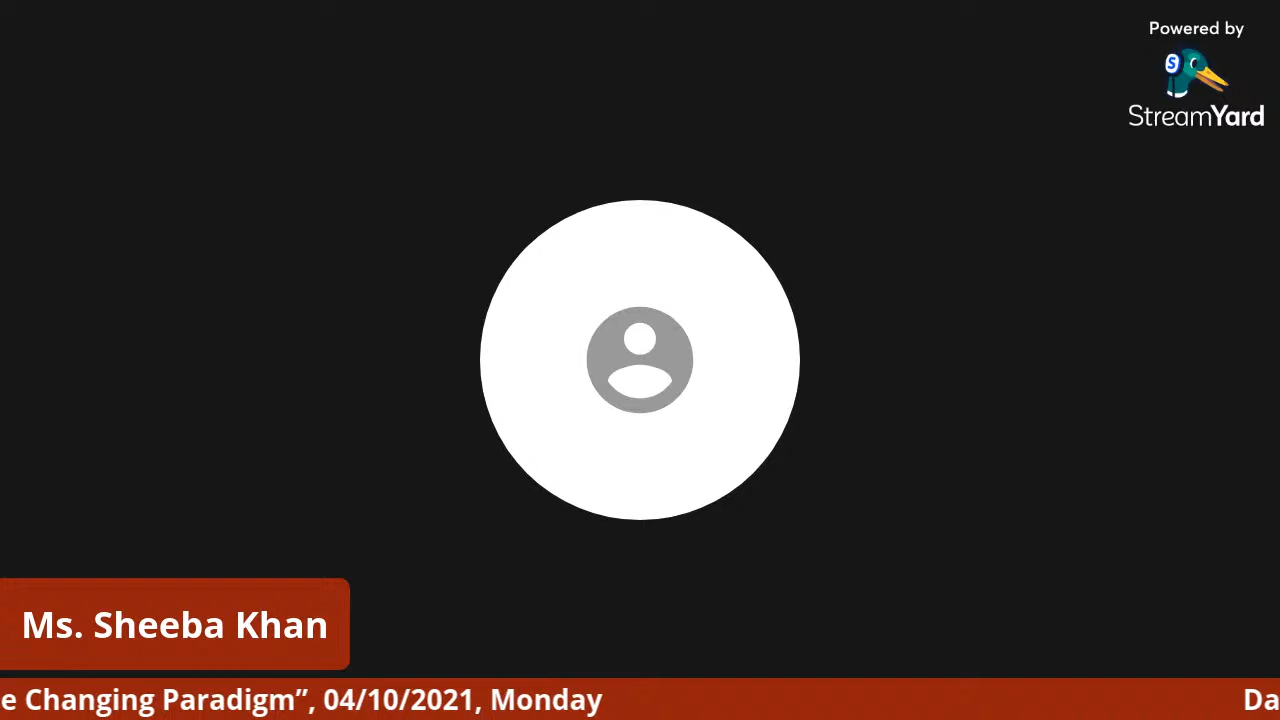 Powered by
S
StreamYard
Ms. Sheeba Khan
e Changing Paradigm”, 04/10/2021, Monday
Da